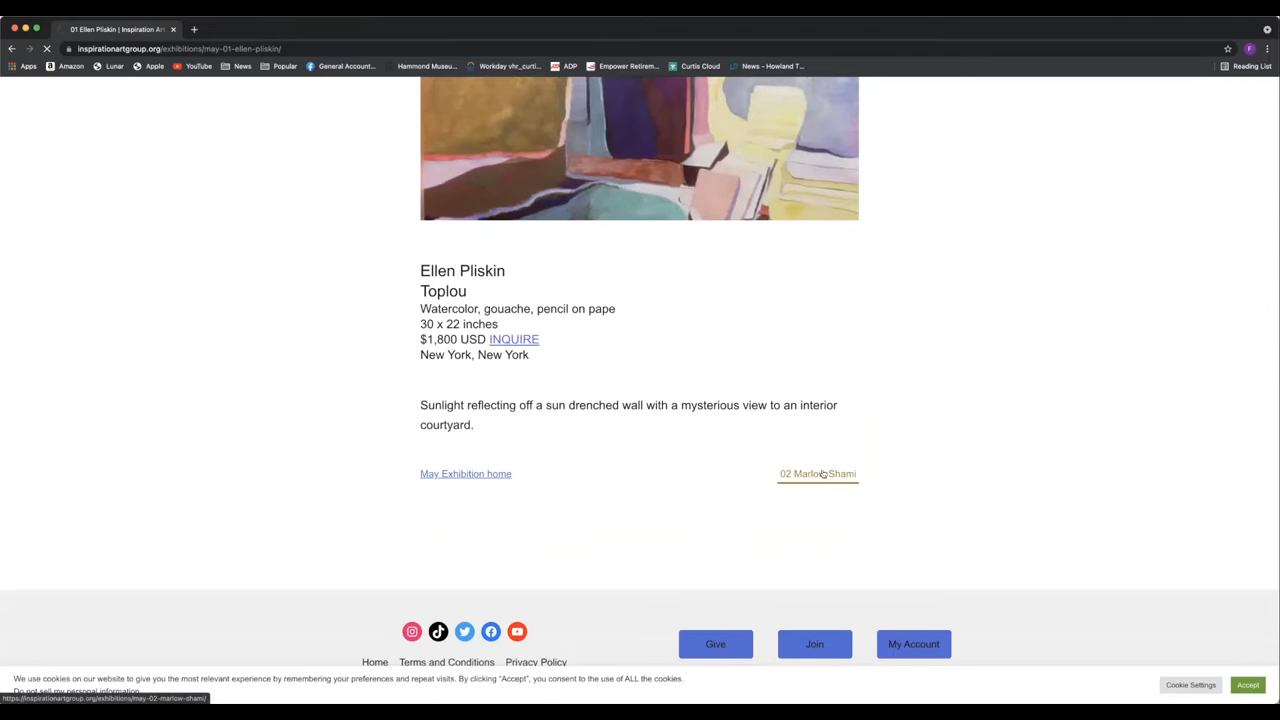 01 Ellen Pliskin | Inspiration Ar
inspirationartgroup.org/exhibitions/may-01-ellen-pliskin/
Apps Amazon Lunar Apple YouTube News Popular General Account... Hammond Museu... Workday vhr_curti... ADP Empower Retirem... Curtis Cloud News – Howland T... Reading List
Ellen Pliskin
Toplou
Watercolor, gouache, pencil on pape
30 x 22 inches
$1,800 USD INQUIRE
New York, New York
Sunlight reflecting off a sun drenched wall with a mysterious view to an interior
courtyard.
May Exhibition home 02 Marlow Shami
Give Join My Account
Home Terms and Conditions Privacy Policy
We use cookies on our website to give you the most relevant experience by remembering your preferences and repeat visits. By clicking “Accept”, you consent to the use of ALL the cookies.
Do not sell my personal information.
Cookie Settings Accept
https://inspirationartgroup.org/exhibitions/may-02-marlow-shami/